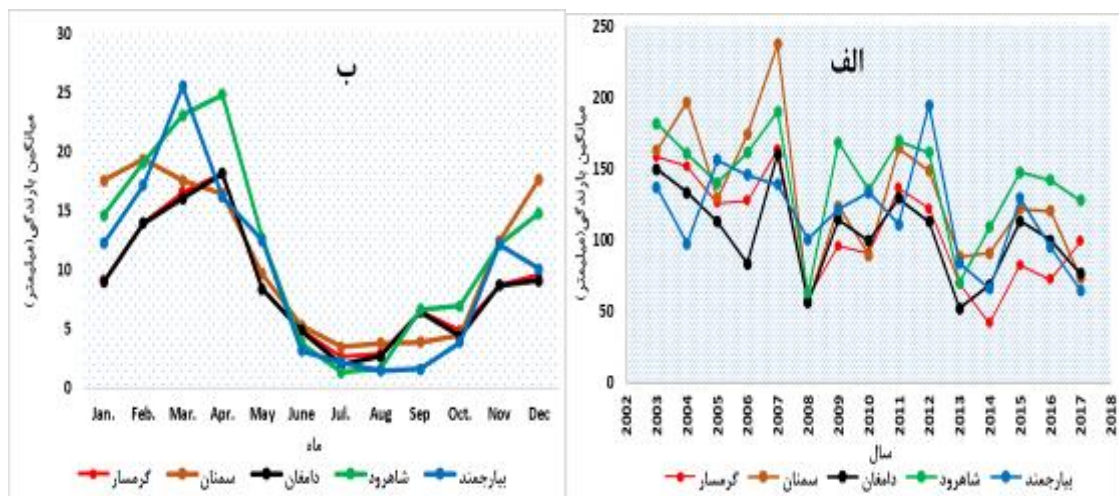 ب
میانگین بارندگی(میلیمتر)
30
25
20
15
10
5
0
Jan. Feb. Mar. Apr. May June Jul. Aug Sep Oct. Nov Dec
ماه
گرمسار سمنان دامغان شاهرود بیارجمند
الف
میانگین بارندگی(میلیمتر)
250
200
150
100
50
0
2002 2003 2004 2005 2006 2007 2008 2009 2010 2011 2012 2013 2014 2015 2016 2017 2018
سال
گرمسار سمنان دامغان شاهرود بیارجمند